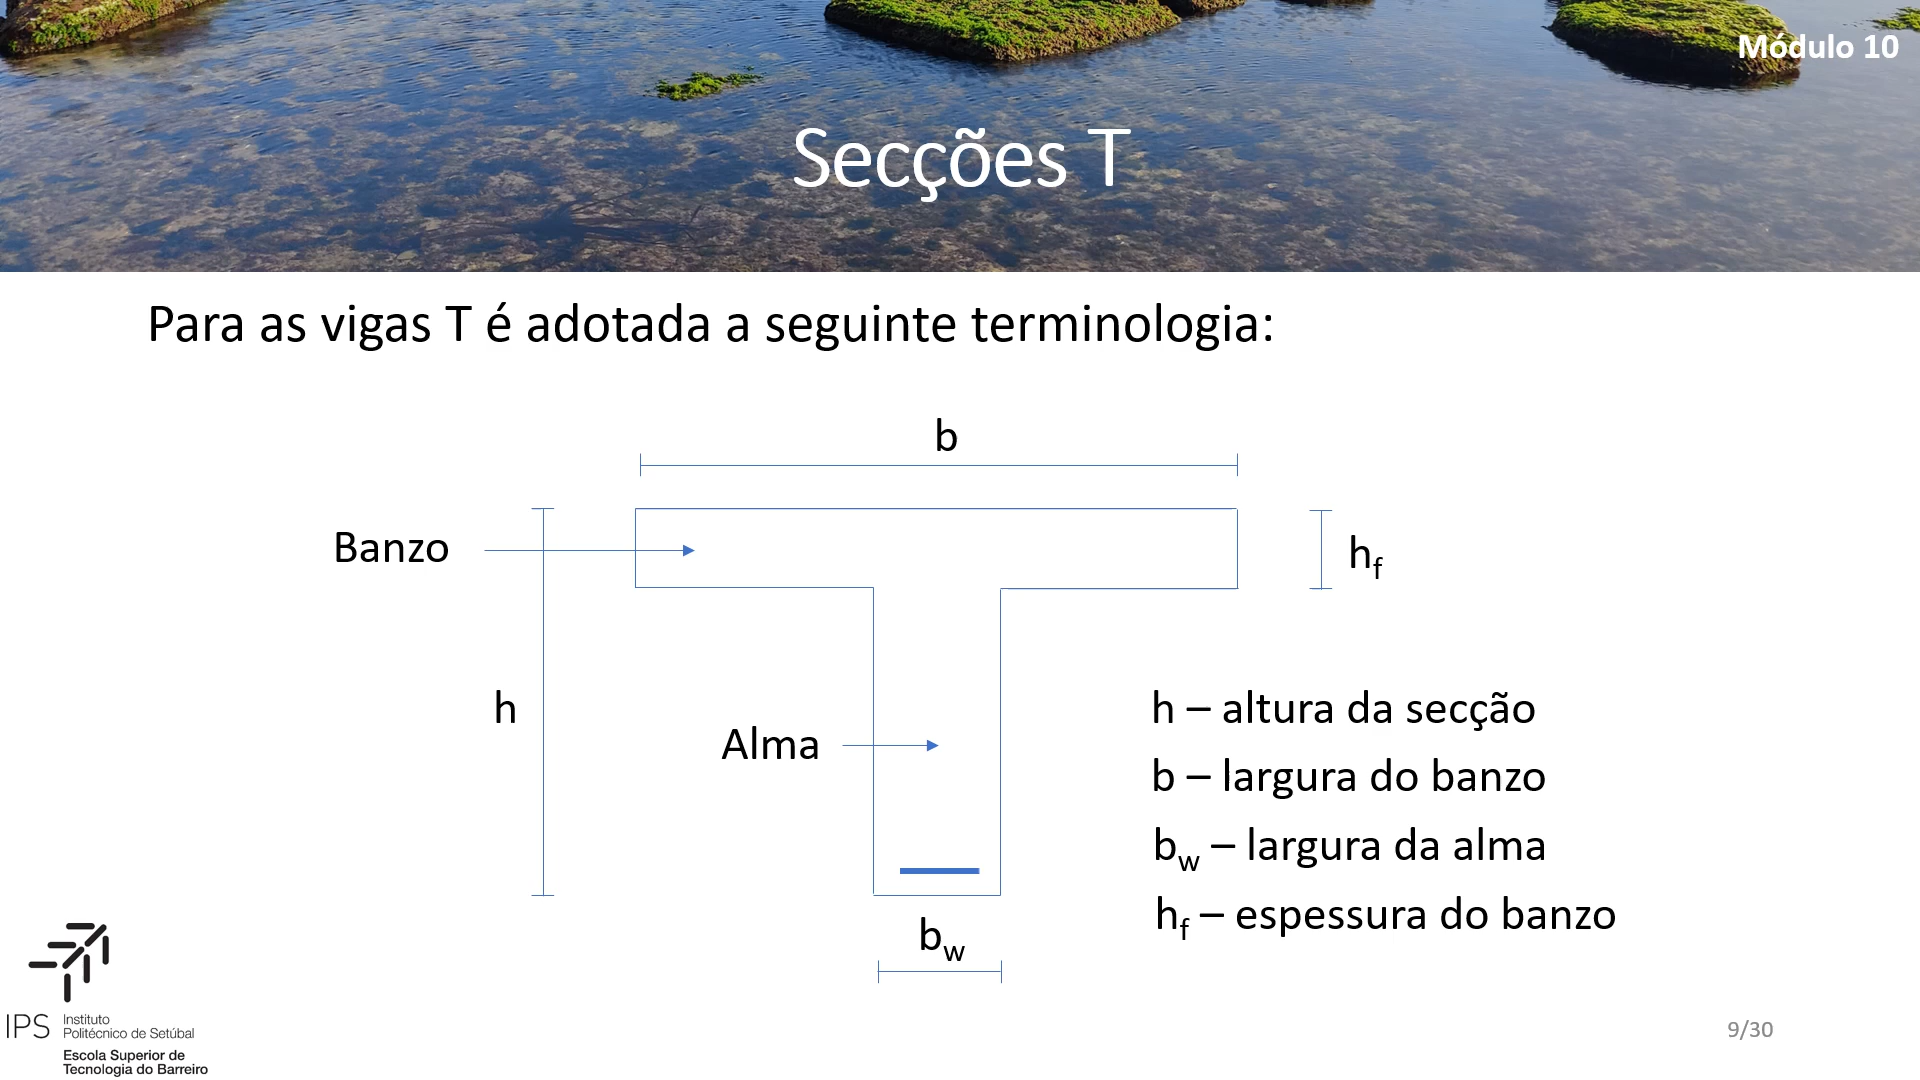 Módulo 10
Secções T
Para as vigas T é adotada a seguinte terminologia:
b
Banzo
hf
h
Alma
h – altura da secção
b – largura do banzo
bw – largura da alma
hf – espessura do banzo
bw
IPS
Instituto
Politécnico de Setúbal
Escola Superior de
Tecnologia do Barreiro
9/30